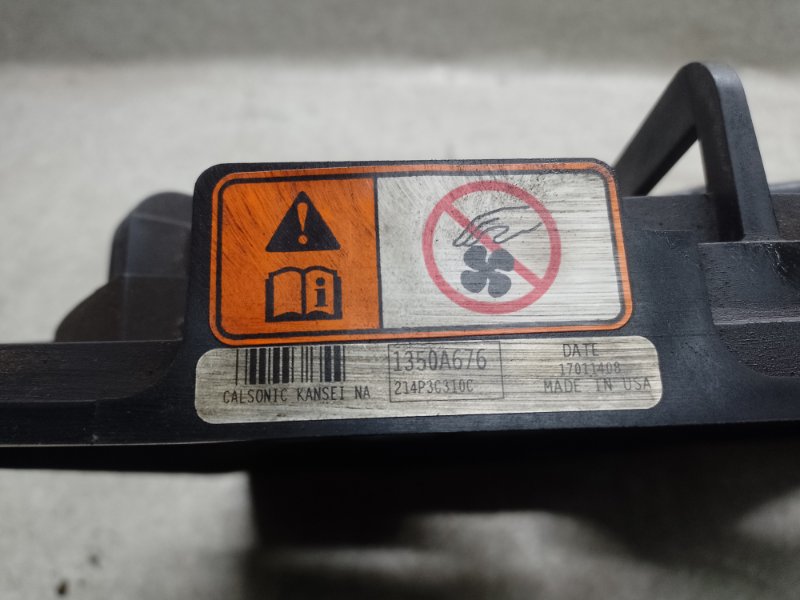 1350A676
DATE
214P3C310C
17011408
CALSONIC KANSEI NA
MADE IN USA